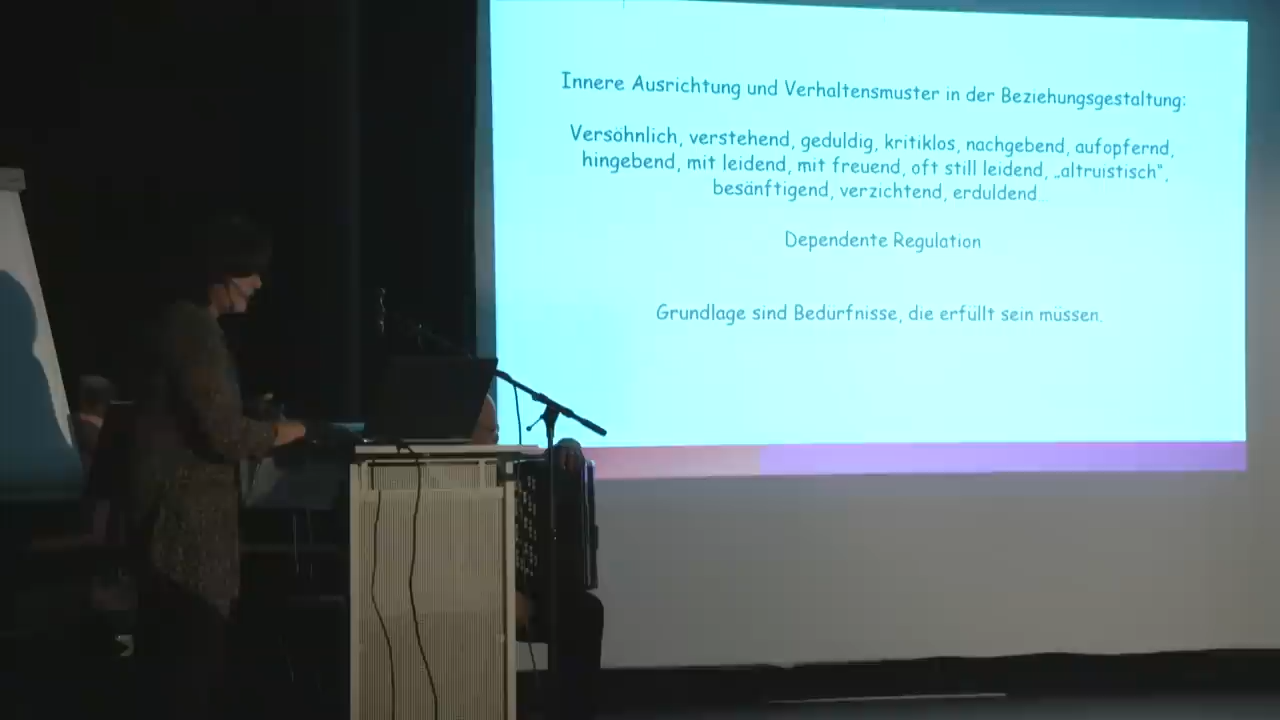 Innere Ausrichtung und Verhaltensmuster in der Beziehungsgestaltung:
Versöhnlich, verstehend, geduldig, kritiklos, nachgebend, aufopfernd,
hingebend, mit leidend, mit freuend, oft still leidend, „altruistisch“,
besänftigend, verzichtend, erduldend...
Dependente Regulation
Grundlage sind Bedürfnisse, die erfüllt sein müssen.